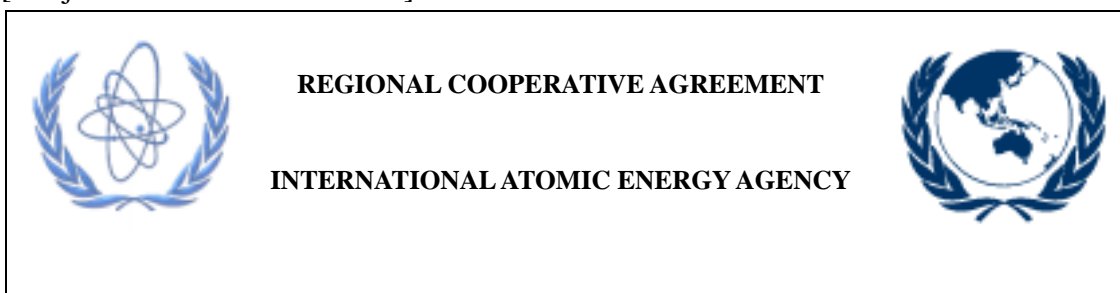 REGIONAL COOPERATIVE AGREEMENT
INTERNATIONAL ATOMIC ENERGY AGENCY